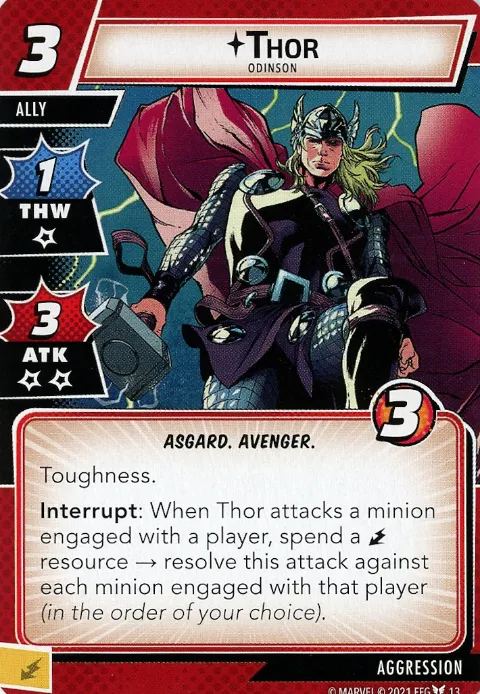 3
Thor
ODINSON
ALLY
1
THW
3
ATK
3
ASGARD. AVENGER.
Toughness.
Interrupt: When Thor attacks a minion
engaged with a player, spend a
resource → resolve this attack against
each minion engaged with that player
(in the order of your choice).
AGGRESSION
© MARVEL © 2021 FFG 13